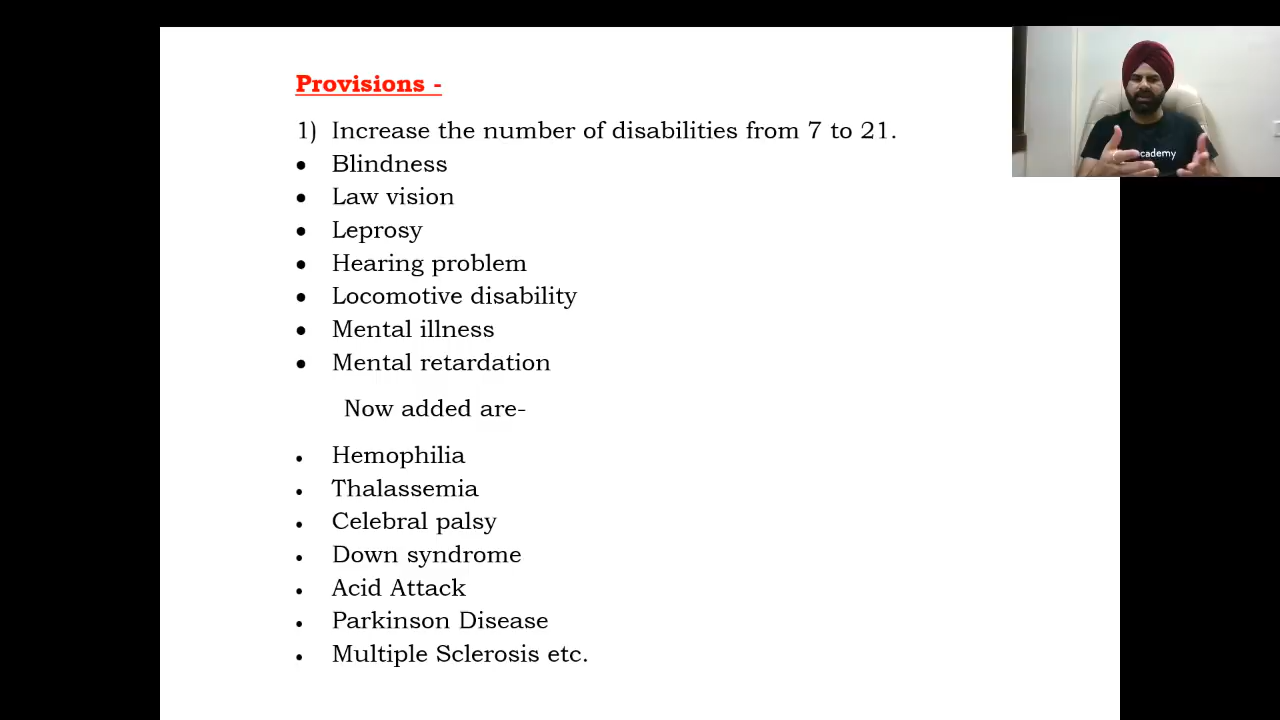 Provisions -
1) Increase the number of disabilities from 7 to 21.
• Blindness
• Law vision
• Leprosy
• Hearing problem
• Locomotive disability
• Mental illness
• Mental retardation
Now added are-
• Hemophilia
• Thalassemia
• Celebral palsy
• Down syndrome
• Acid Attack
• Parkinson Disease
• Multiple Sclerosis etc.
cademy